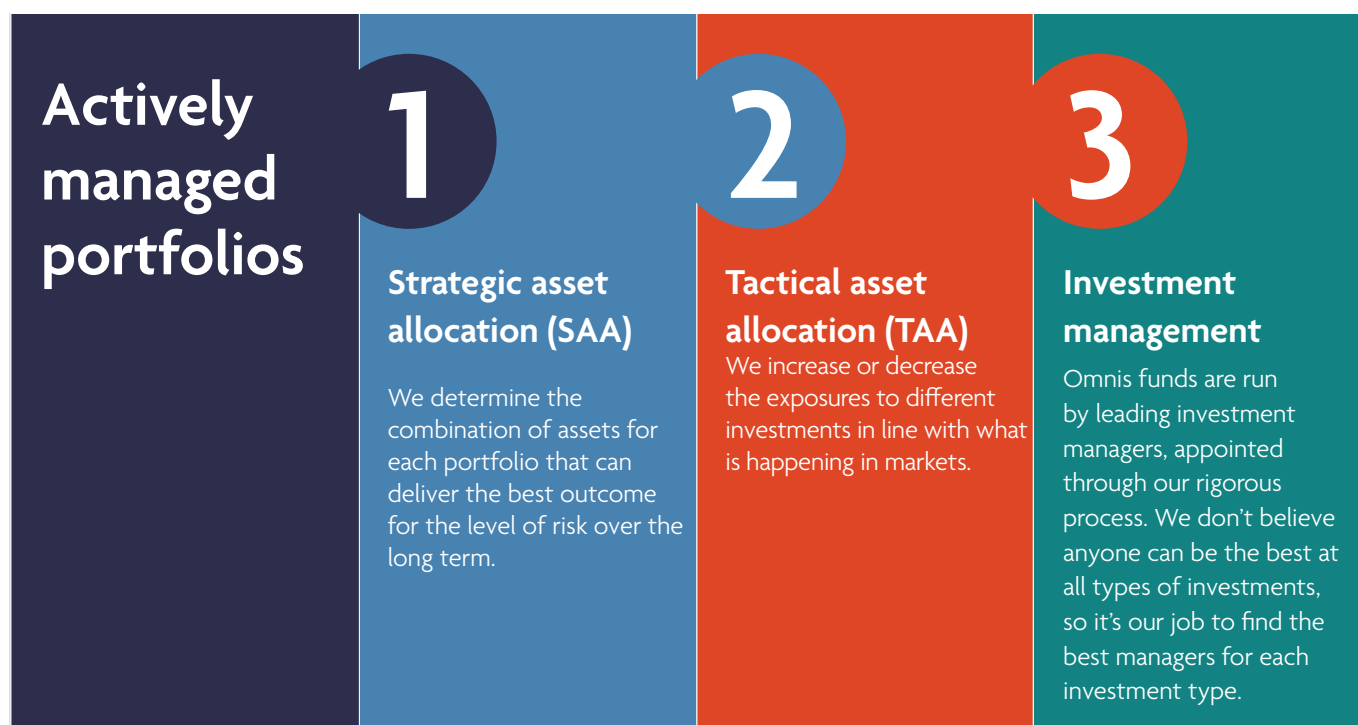 Actively
managed
portfolios
1
Strategic asset
allocation (SAA)
We determine the
combination of assets for
each portfolio that can
deliver the best outcome
for the level of risk over the
long term.
2
Tactical asset
allocation (TAA)
We increase or decrease
the exposures to different
investments in line with what
is happening in markets.
3
Investment
management
Omnis funds are run
by leading investment
managers, appointed
through our rigorous
process. We don’t believe
anyone can be the best at
all types of investments,
so it’s our job to find the
best managers for each
investment type.